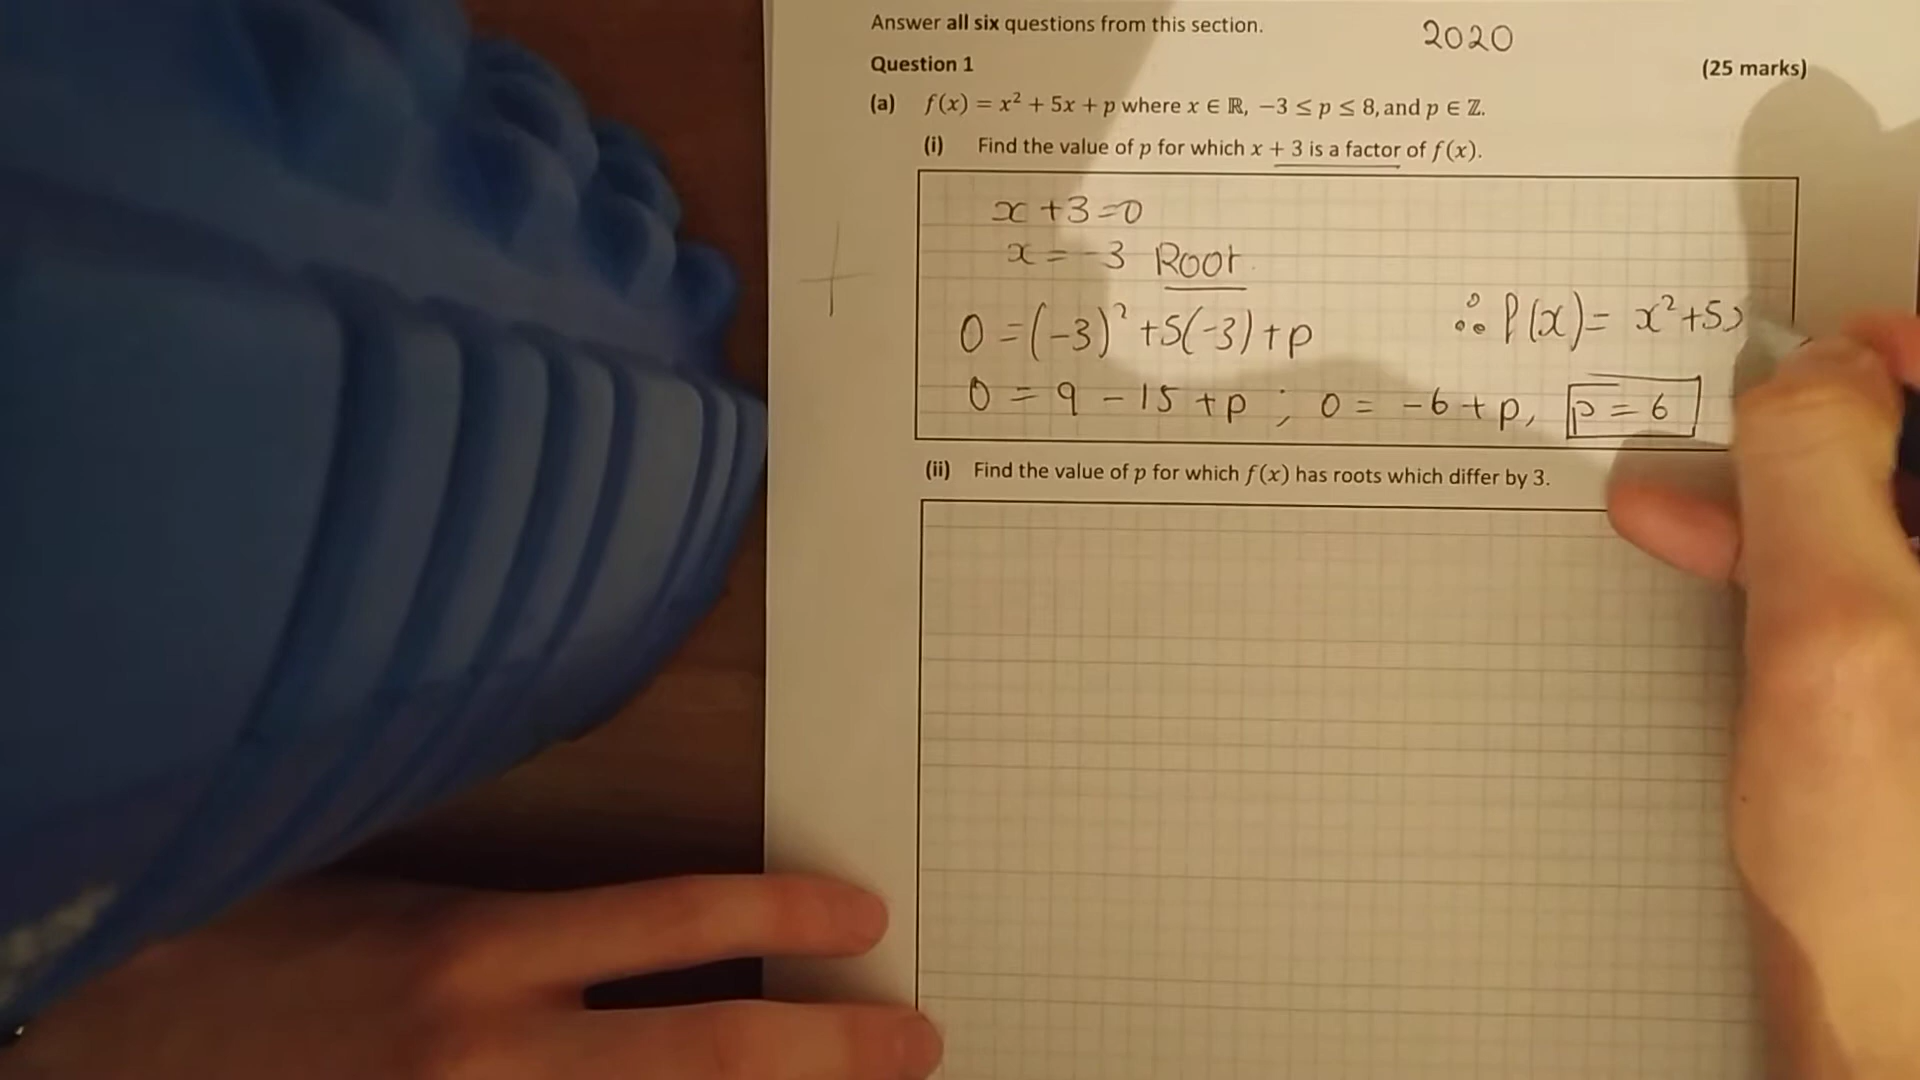 Answer all six questions from this section.
2020
Question 1
(25 marks)
(a) f(x) = x² + 5x + p where x ∈ ℝ, −3 ≤ p ≤ 8, and p ∈ ℤ.
(i) Find the value of p for which x + 3 is a factor of f(x).
x + 3 = 0
x = -3 Root
0 = (-3)² + 5(-3) + p
∴ f(x) = x² + 5x
0 = 9 - 15 + p ; 0 = -6 + p, p = 6
(ii) Find the value of p for which f(x) has roots which differ by 3.